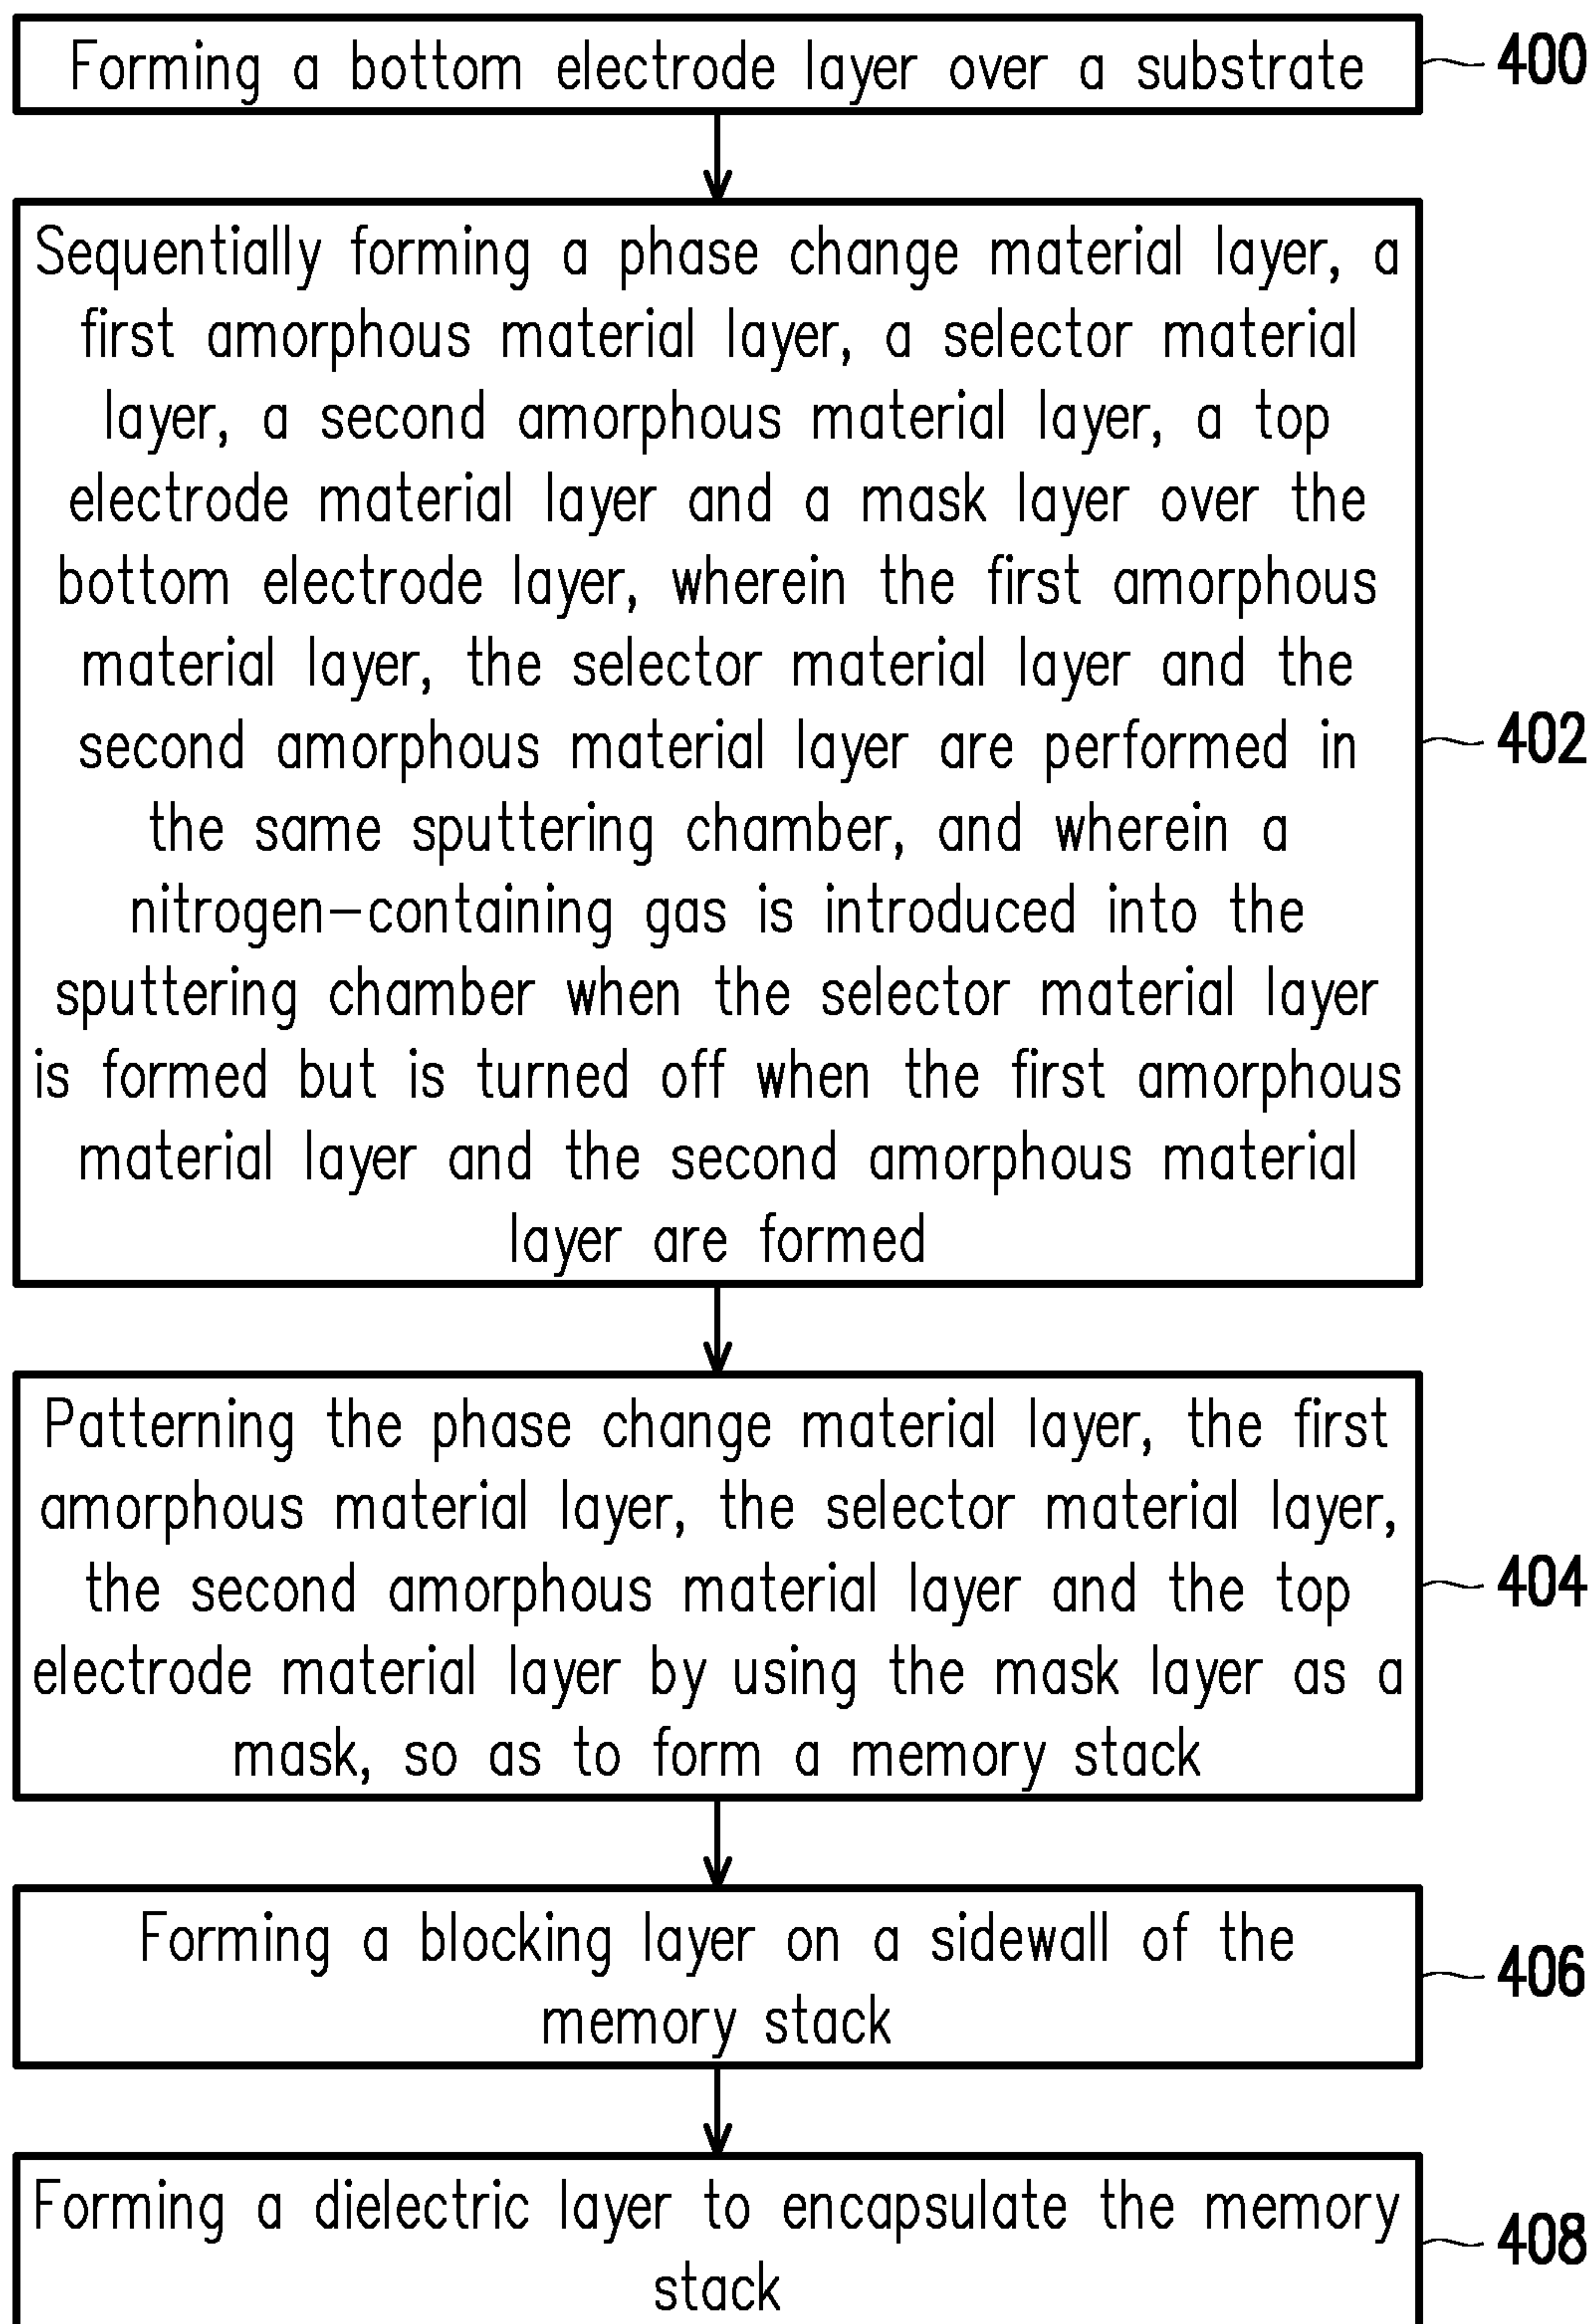 Forming a bottom electrode layer over a substrate
400
Sequentially forming a phase change material layer, a
first amorphous material layer, a selector material
layer, a second amorphous material layer, a top
electrode material layer and a mask layer over the
bottom electrode layer, wherein the first amorphous
material layer, the selector material layer and the
second amorphous material layer are performed in
the same sputtering chamber, and wherein a
nitrogen-containing gas is introduced into the
sputtering chamber when the selector material layer
is formed but is turned off when the first amorphous
material layer and the second amorphous material
layer are formed
402
Patterning the phase change material layer, the first
amorphous material layer, the selector material layer,
the second amorphous material layer and the top
electrode material layer by using the mask layer as a
mask, so as to form a memory stack
404
Forming a blocking layer on a sidewall of the
memory stack
406
Forming a dielectric layer to encapsulate the memory
stack
408